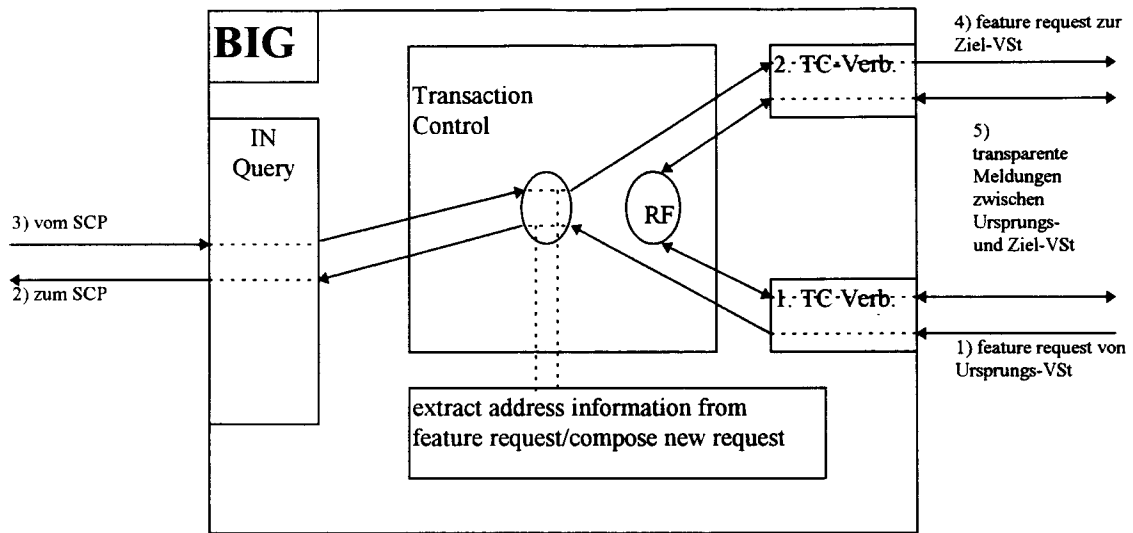 BIG
IN
Query
3) vom SCP
2) zum SCP
Transaction
Control
RF
2. TC-Verb.
1. TC Verb.
extract address information from
feature request/compose new request
4) feature request zur
Ziel-VSt
5)
transparente
Meldungen
zwischen
Ursprungs-
und Ziel-VSt
1) feature request von
Ursprungs-VSt